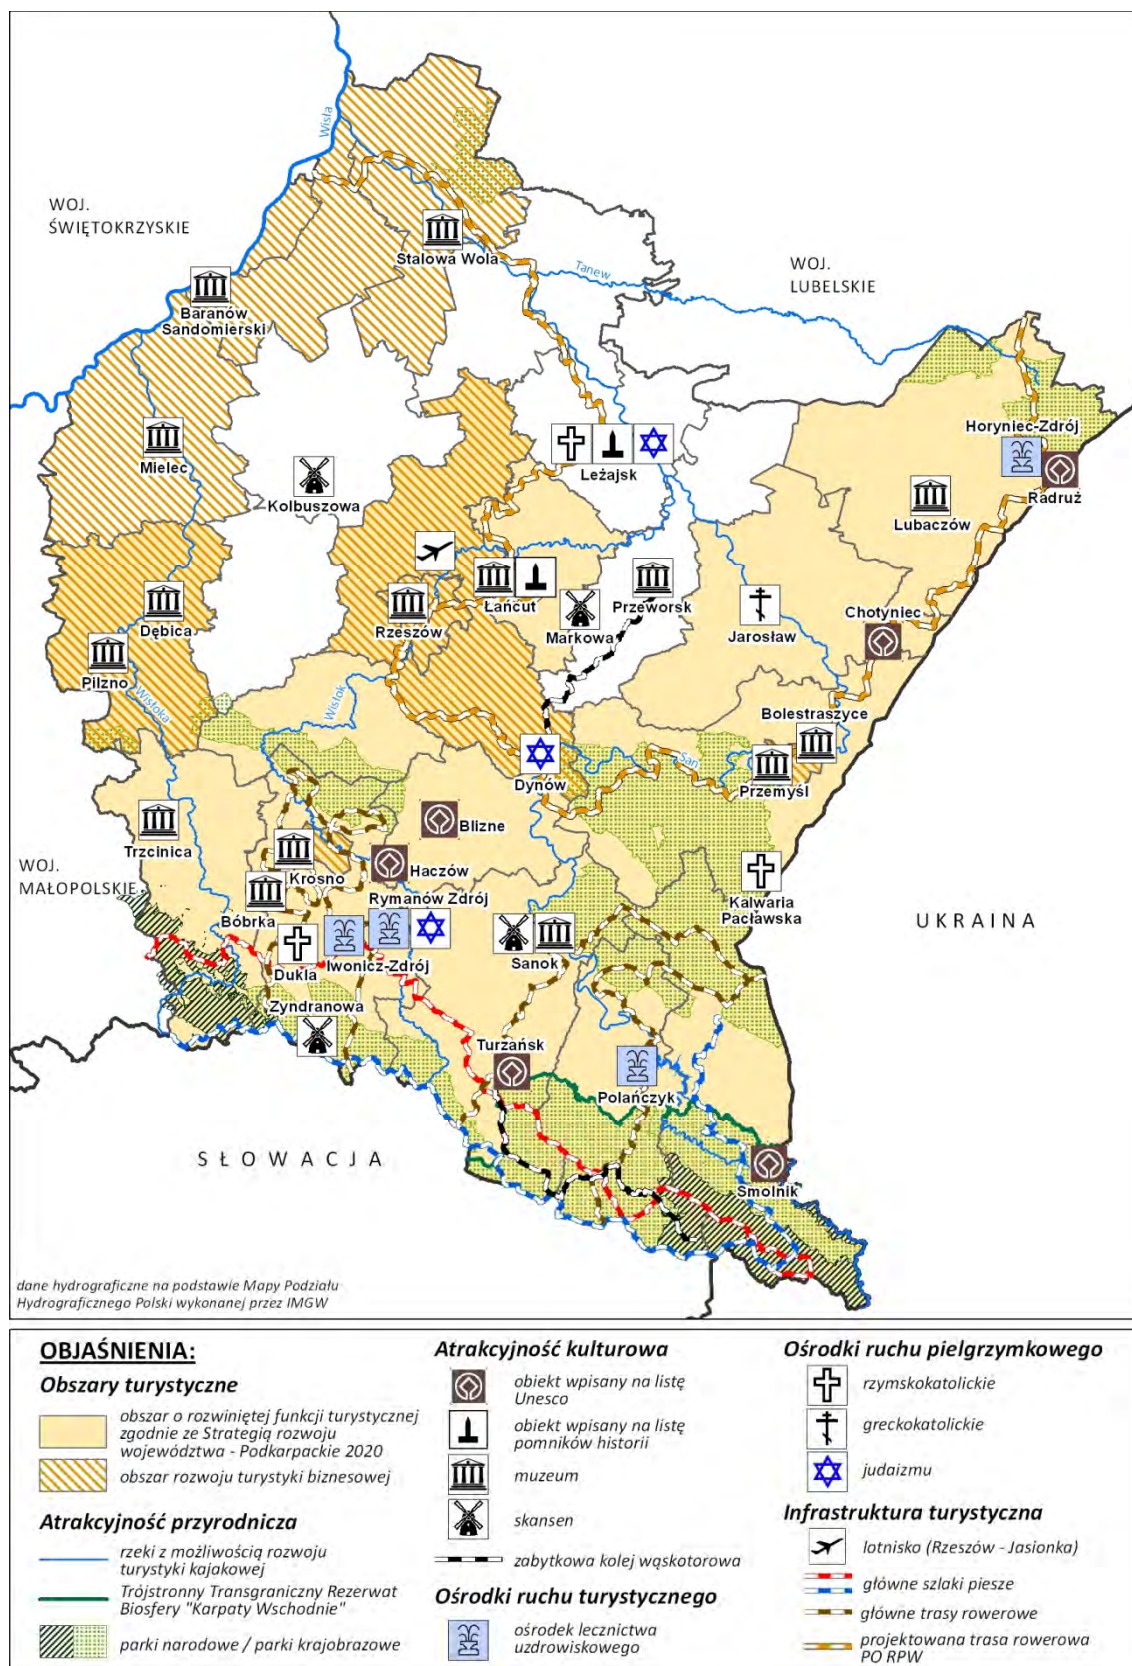 Wisła
WOJ.
ŚWIĘTOKRZYSKIE
Stalowa Wola
Tanew
WOJ.
LUBELSKIE
Baranów
Sandomierski
Horyniec-Zdrój
Mielec
Leżajsk
Kolbuszowa
Radruż
Lubaczów
Łańcut
Przeworsk
Chotyniec
Dębica
Rzeszów
Markowa
Jarosław
Pilzno
Wisłoka
Wisłok
Bolestraszyce
San
Dynów
Przemyśl
Blizne
Trzcinica
WOJ.
MAŁOPOLSKIE
Krosno
Haczów
Rymanów Zdrój
Kalwaria
Pacławska
Bóbrka
UKRAINA
Dukla
Iwonicz-Zdrój
Sanok
Zyndranowa
Turzańsk
Polańczyk
SŁOWACJA
Smolnik
dane hydrograficzne na podstawie Mapy Podziału
Hydrograficznego Polski wykonanej przez IMGW
OBJAŚNIENIA:
Obszary turystyczne
obszar o rozwiniętej funkcji turystycznej
zgodnie ze Strategią rozwoju
województwa - Podkarpackie 2020
obszar rozwoju turystyki biznesowej
Atrakcyjność przyrodnicza
rzeki z możliwością rozwoju
turystyki kajakowej
Trójstronny Transgraniczny Rezerwat
Biosfery "Karpaty Wschodnie"
parki narodowe / parki krajobrazowe
Atrakcyjność kulturowa
obiekt wpisany na listę
Unesco
obiekt wpisany na listę
pomników historii
muzeum
skansen
zabytkowa kolej wąskotorowa
Ośrodki ruchu turystycznego
ośrodek lecznictwa
uzdrowiskowego
Ośrodki ruchu pielgrzymkowego
rzymskokatolickie
greckokatolickie
judaizmu
Infrastruktura turystyczna
lotnisko (Rzeszów - Jasionka)
główne szlaki piesze
główne trasy rowerowe
projektowana trasa rowerowa
PO RPW